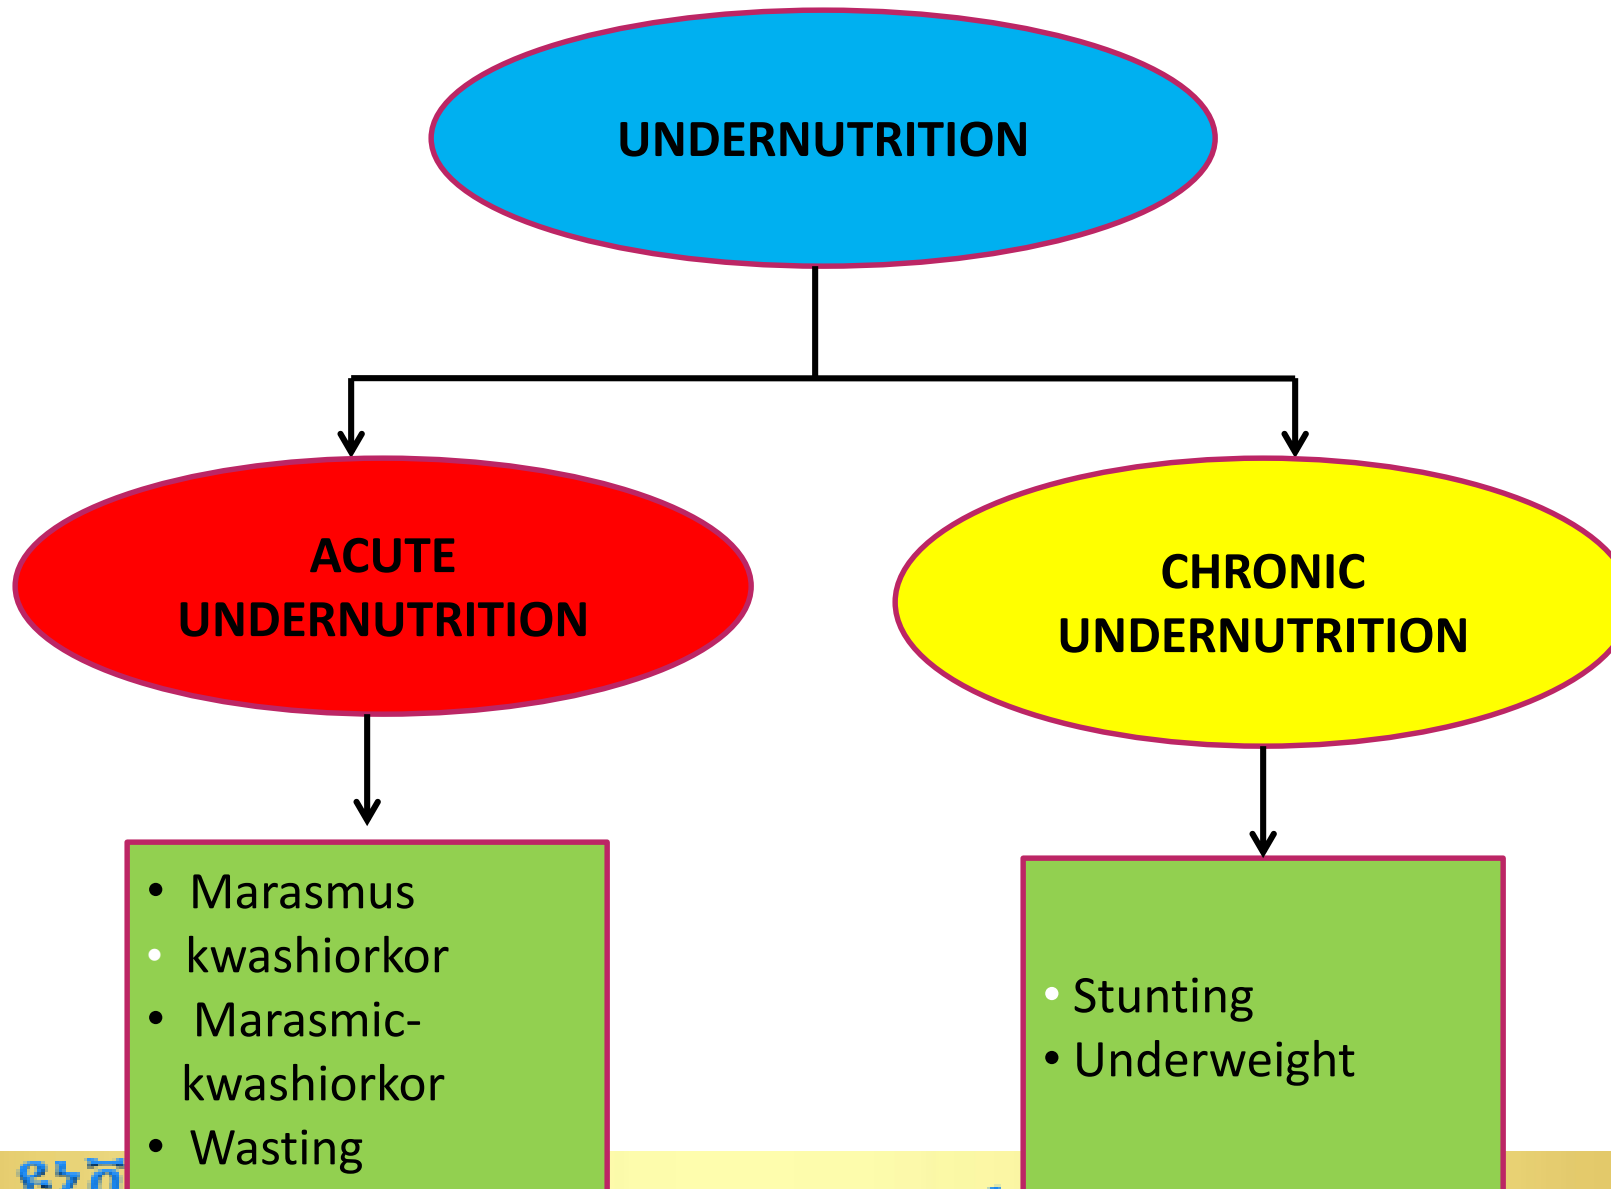 UNDERNUTRITION
ACUTE
UNDERNUTRITION
CHRONIC
UNDERNUTRITION
• Marasmus
• kwashiorkor
• Marasmic-
kwashiorkor
• Wasting
• Stunting
• Underweight